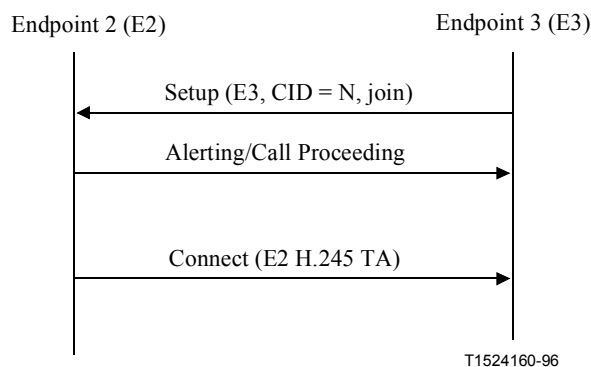 Endpoint 2 (E2)
Endpoint 3 (E3)
Setup (E3, CID = N, join)
Alerting/Call Proceeding
Connect (E2 H.245 TA)
T1524160-96